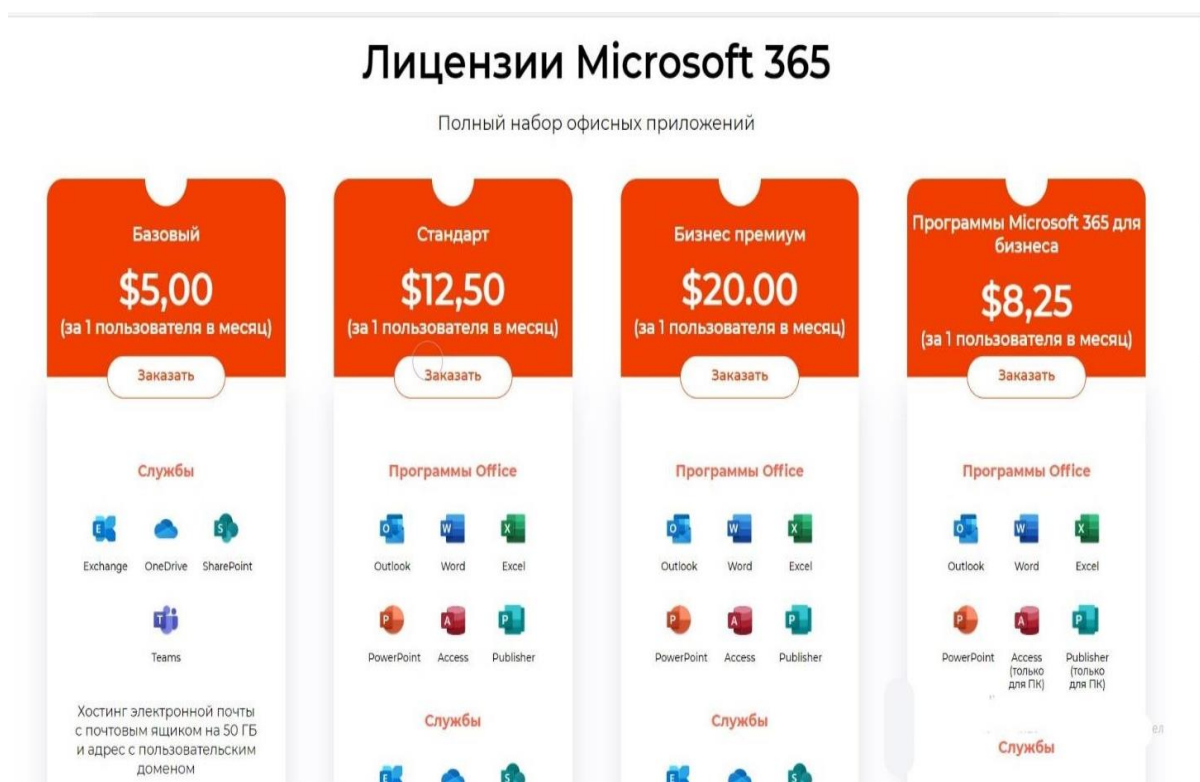 Лицензии Microsoft 365
Полный набор офисных приложений
Базовый
$5,00
(за 1 пользователя в месяц)
Заказать
Службы
Exchange OneDrive SharePoint
Teams
Хостинг электронной почты
с почтовым ящиком на 50 ГБ
и адрес с пользовательским
доменом
Стандарт
$12,50
(за 1 пользователя в месяц)
Заказать
Программы Office
Outlook Word Excel
PowerPoint Access Publisher
Службы
Бизнес премиум
$20.00
(за 1 пользователя в месяц)
Заказать
Программы Office
Outlook Word Excel
PowerPoint Access Publisher
Службы
Программы Microsoft 365 для
бизнеса
$8,25
(за 1 пользователя в месяц)
Заказать
Программы Office
Outlook Word Excel
PowerPoint Access Publisher
(только (только
для ПК) для ПК)
Службы